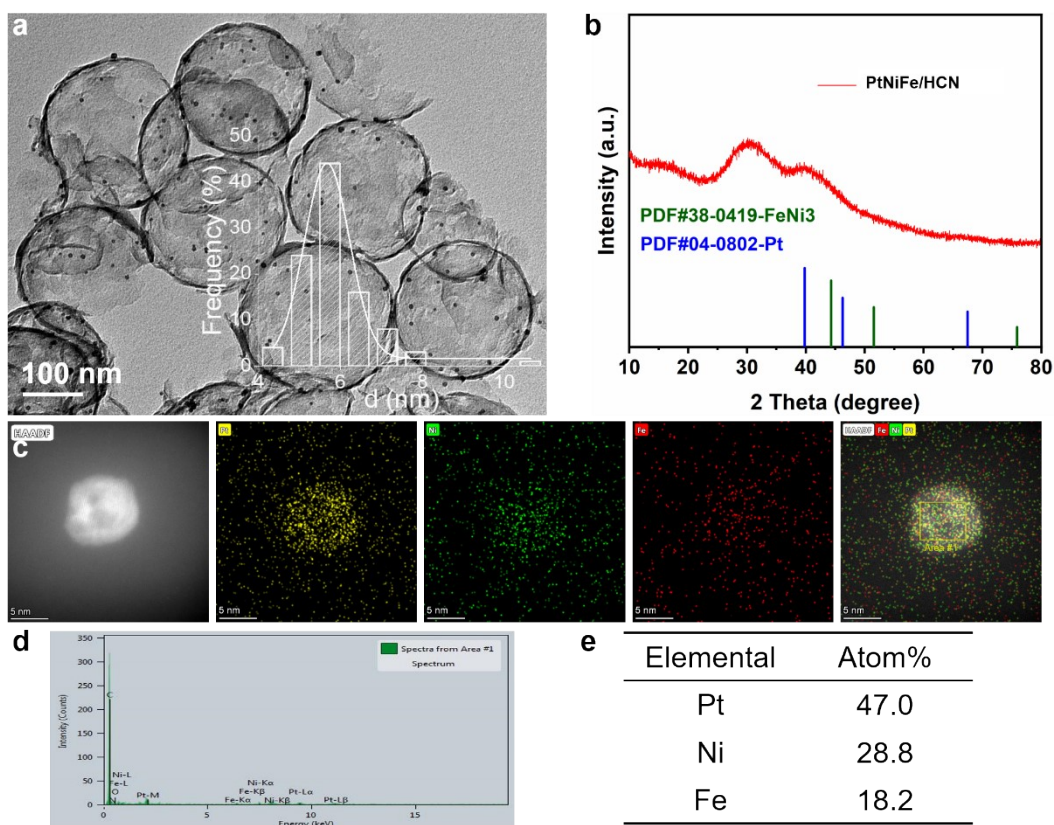 a
50
40
30
20
10
0
Frequency (%)
4
6
8
10
d (nm)
100 nm
b
PtNiFe/HCN
PDF#38-0419-FeNi3
PDF#04-0802-Pt
Intensity (a.u.)
10 20 30 40 50 60 70 80
2 Theta (degree)
c
HAADF
5 nm
Pt
5 nm
Ni
5 nm
Fe
5 nm
HAADF Fe Ni Pt
Area #1
5 nm
d
350
300
250
200
150
100
50
0
Intensity (Counts)
Spectra from Area #1
Spectrum
C
Ni-L
Fe-L
O
N
Pt-M
Ni-Kα
Fe-Kβ
Fe-Kα
Ni-Kβ
Pt-Lα
Pt-Lβ
0 5 10 15
Energy (keV)
e
Elemental Atom%
Pt 47.0
Ni 28.8
Fe 18.2